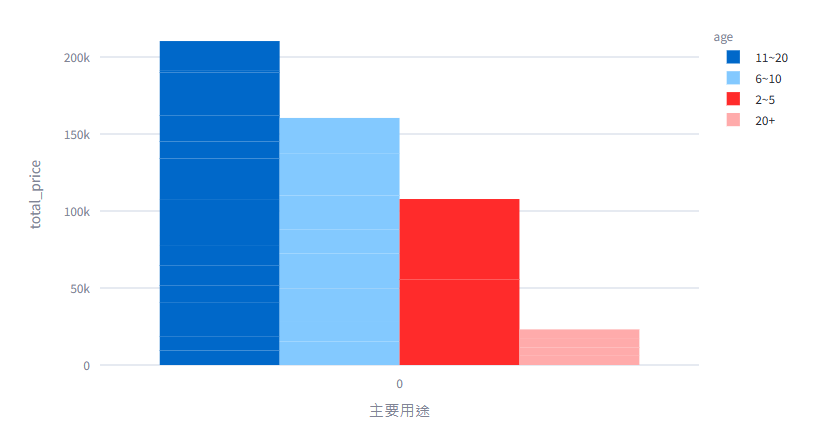 age
11~20
6~10
2~5
20+
total_price
200k
150k
100k
50k
0
0
主要用途